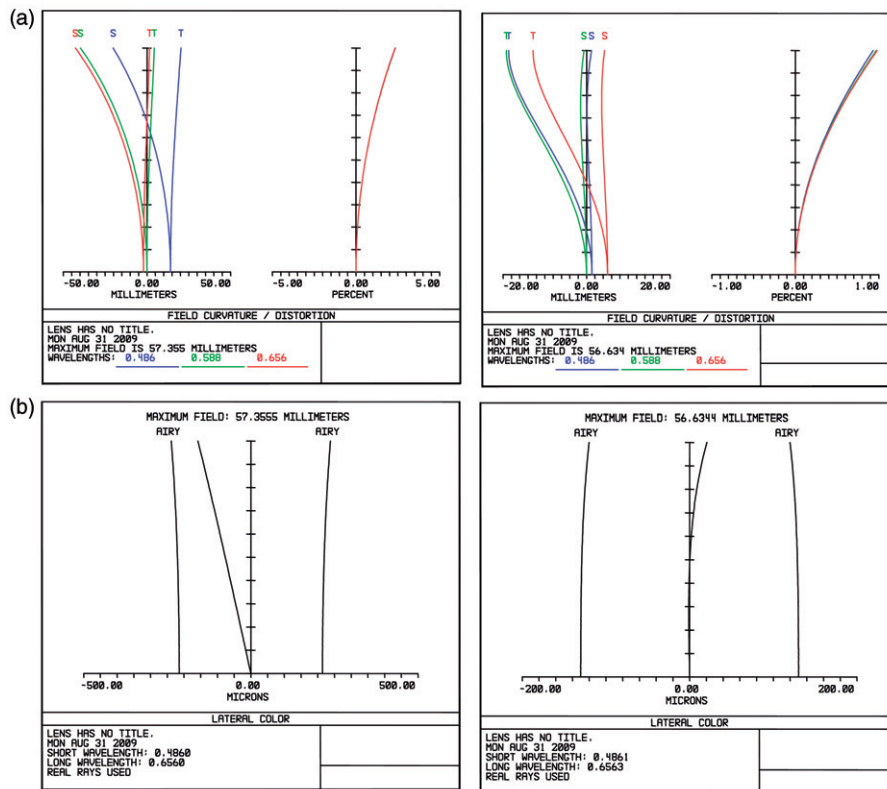 (a)
SS S TT T
-50.00 0.00 50.00
MILLIMETERS
-5.00 0.00 5.00
PERCENT
FIELD CURVATURE / DISTORTION
LENS HAS NO TITLE.
MON AUG 31 2009
MAXIMUM FIELD IS 57.355 MILLIMETERS
WAVELENGTHS: 0.486 0.588 0.656
TT T S S S
-20.00 0.00 20.00
MILLIMETERS
-1.00 0.00 1.00
PERCENT
FIELD CURVATURE / DISTORTION
LENS HAS NO TITLE.
MON AUG 31 2009
MAXIMUM FIELD IS 56.634 MILLIMETERS
WAVELENGTHS: 0.486 0.588 0.656
(b)
MAXIMUM FIELD: 57.3555 MILLIMETERS
AIRY AIRY
-500.00 0.00 500.00
MICRONS
LATERAL COLOR
LENS HAS NO TITLE.
MON AUG 31 2009
SHORT WAVELENGTH: 0.4860
LONG WAVELENGTH: 0.6560
REAL RAYS USED
MAXIMUM FIELD: 56.6344 MILLIMETERS
AIRY AIRY
-200.00 0.00 200.00
MICRONS
LATERAL COLOR
LENS HAS NO TITLE.
MON AUG 31 2009
SHORT WAVELENGTH: 0.4861
LONG WAVELENGTH: 0.6563
REAL RAYS USED